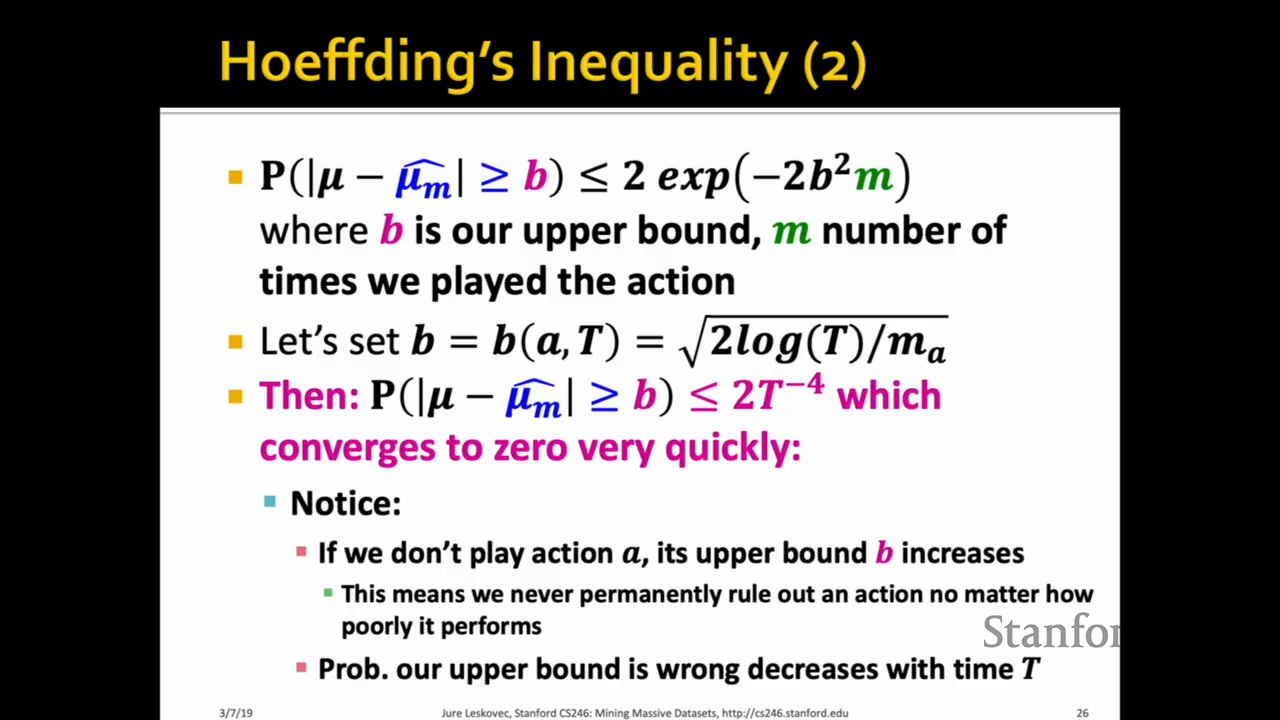 Hoeffding's Inequality (2)
P(|μ − μ̂_m| ≥ b) ≤ 2 exp(−2b²m)
where b is our upper bound, m number of
times we played the action
Let's set b = b(a, T) = √(2log(T)/m_a)
Then: P(|μ − μ̂_m| ≥ b) ≤ 2T⁻⁴ which
converges to zero very quickly:
Notice:
If we don't play action a, its upper bound b increases
This means we never permanently rule out an action no matter how
poorly it performs
Stanfor
Prob. our upper bound is wrong decreases with time T
3/7/19 Jure Leskovec, Stanford CS246: Mining Massive Datasets, http://cs246.stanford.edu 26